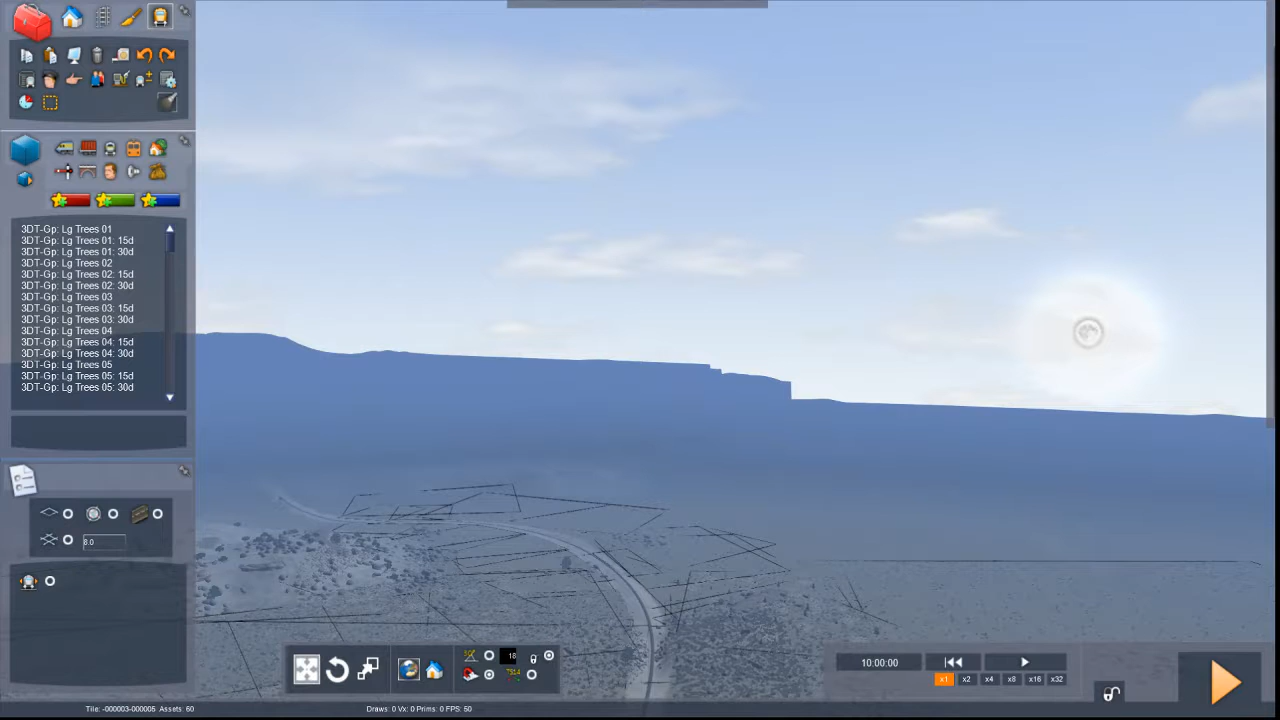 3DT-Gp: Lg Trees 01
3DT-Gp: Lg Trees 01: 15d
3DT-Gp: Lg Trees 01: 30d
3DT-Gp: Lg Trees 02
3DT-Gp: Lg Trees 02: 15d
3DT-Gp: Lg Trees 02: 30d
3DT-Gp: Lg Trees 03
3DT-Gp: Lg Trees 03: 15d
3DT-Gp: Lg Trees 03: 30d
3DT-Gp: Lg Trees 04
3DT-Gp: Lg Trees 04: 15d
3DT-Gp: Lg Trees 04: 30d
3DT-Gp: Lg Trees 05
3DT-Gp: Lg Trees 05: 15d
3DT-Gp: Lg Trees 05: 30d
8.0
18
10:00:00
x1 x2 x4 x8 x16 x32
Tile: -000003-000005 Assets: 60
Draws: 0 Vx: 0 Prims: 0 FPS: 50